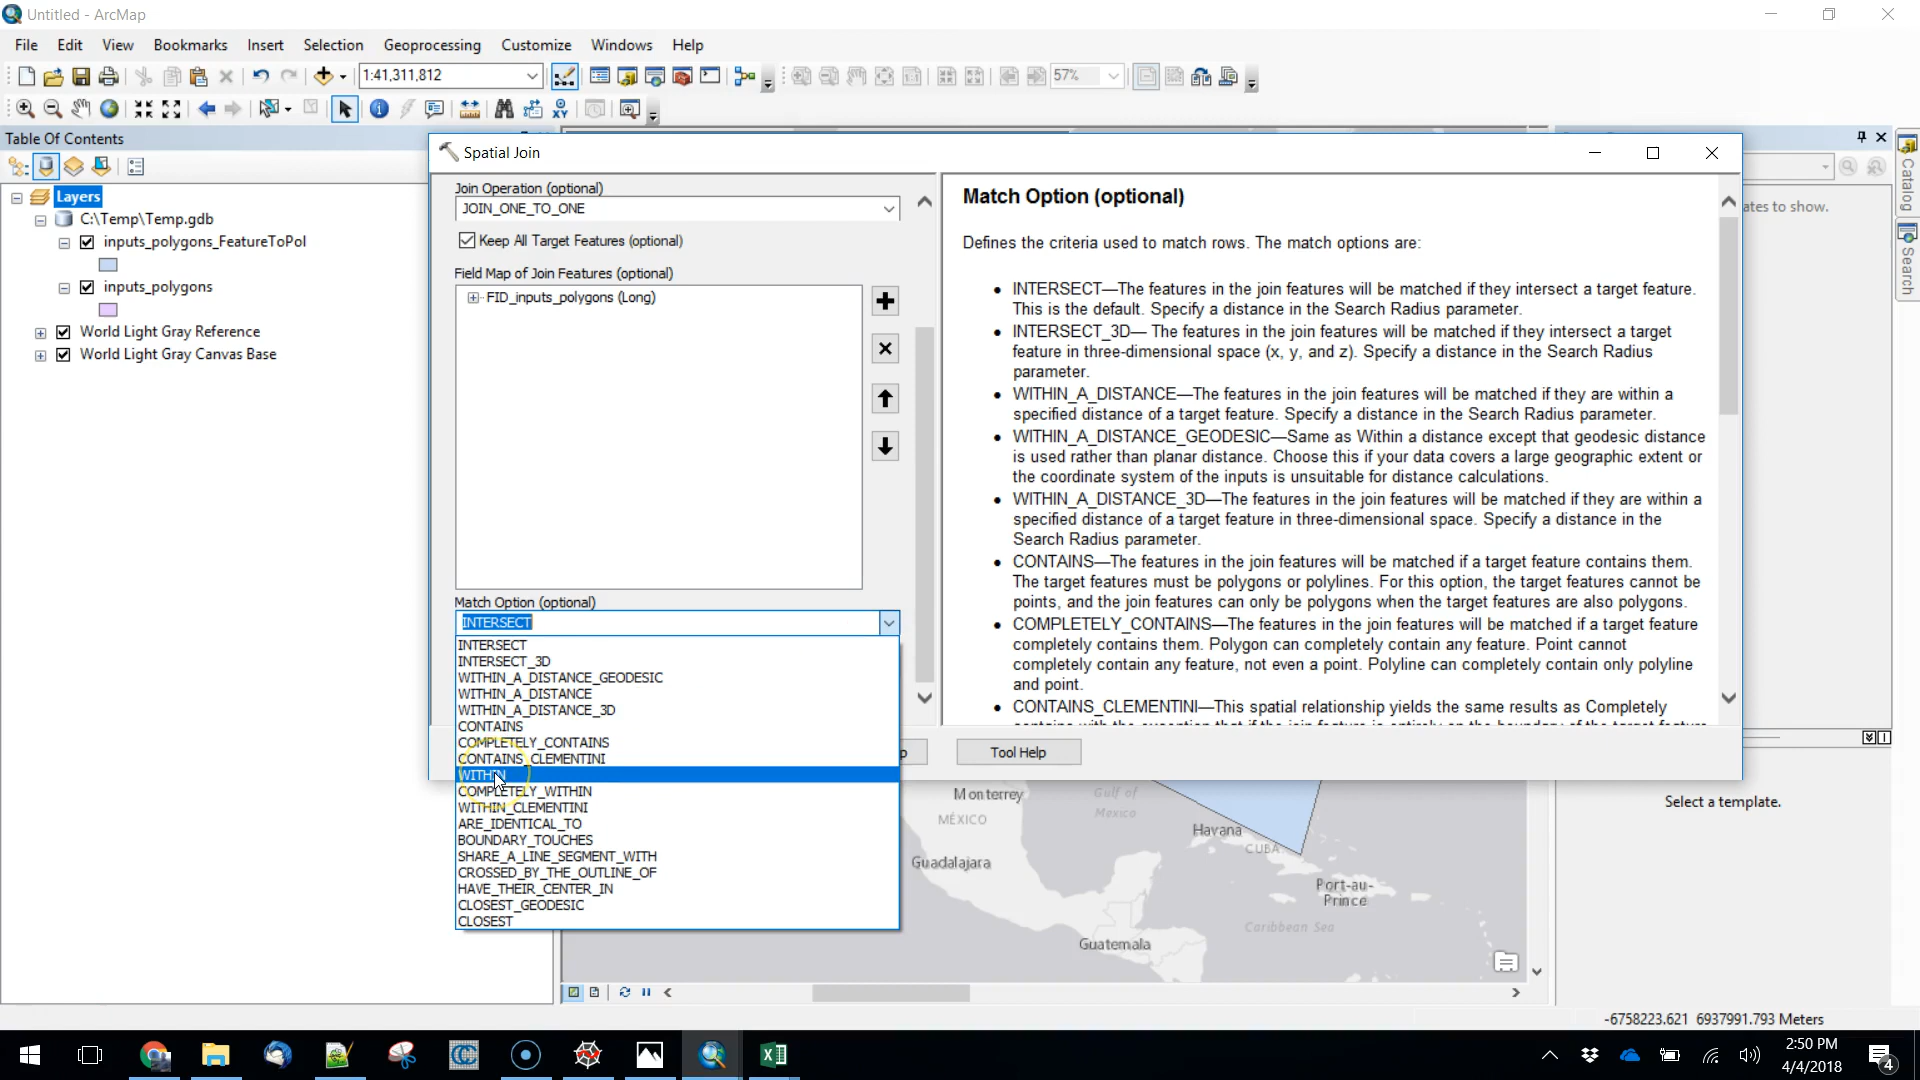 Untitled - ArcMap
File Edit View Bookmarks Insert Selection Geoprocessing Customize Windows Help
1:41,311,812
57%
Table Of Contents
Layers
C:\Temp\Temp.gdb
inputs_polygons_FeatureToPol
inputs_polygons
World Light Gray Reference
World Light Gray Canvas Base
Spatial Join
Join Operation (optional)
JOIN_ONE_TO_ONE
Keep All Target Features (optional)
Field Map of Join Features (optional)
FID_inputs_polygons (Long)
Match Option (optional)
INTERSECT
INTERSECT
INTERSECT_3D
WITHIN_A_DISTANCE_GEODESIC
WITHIN_A_DISTANCE
WITHIN_A_DISTANCE_3D
CONTAINS
COMPLETELY_CONTAINS
CONTAINS_CLEMENTINI
WITHIN
COMPLETELY_WITHIN
WITHIN_CLEMENTINI
ARE_IDENTICAL_TO
BOUNDARY_TOUCHES
SHARE_A_LINE_SEGMENT_WITH
CROSSED_BY_THE_OUTLINE_OF
HAVE_THEIR_CENTER_IN
CLOSEST_GEODESIC
CLOSEST
Match Option (optional)
Defines the criteria used to match rows. The match options are:
• INTERSECT—The features in the join features will be matched if they intersect a target feature.
This is the default. Specify a distance in the Search Radius parameter.
• INTERSECT_3D— The features in the join features will be matched if they intersect a target
feature in three-dimensional space (x, y, and z). Specify a distance in the Search Radius
parameter.
• WITHIN_A_DISTANCE—The features in the join features will be matched if they are within a
specified distance of a target feature. Specify a distance in the Search Radius parameter.
• WITHIN_A_DISTANCE_GEODESIC—Same as Within a distance except that geodesic distance
is used rather than planar distance. Choose this if your data covers a large geographic extent or
the coordinate system of the inputs is unsuitable for distance calculations.
• WITHIN_A_DISTANCE_3D—The features in the join features will be matched if they are within a
specified distance of a target feature in three-dimensional space. Specify a distance in the
Search Radius parameter.
• CONTAINS—The features in the join features will be matched if a target feature contains them.
The target features must be polygons or polylines. For this option, the target features cannot be
points, and the join features can only be polygons when the target features are also polygons.
• COMPLETELY_CONTAINS—The features in the join features will be matched if a target feature
completely contains them. Polygon can completely contain any feature. Point cannot
completely contain any feature, not even a point. Polyline can completely contain only polyline
and point.
• CONTAINS_CLEMENTINI—This spatial relationship yields the same results as Completely
p
Tool Help
ates to show.
Catalog
Search
Select a template.
Monterrey
MÉXICO
Gulf of
Mexico
Havana
CUBA
Guadalajara
Port-au-
Prince
Caribbean Sea
Guatemala
-6758223.621 6937991.793 Meters
2:50 PM
4/4/2018
4